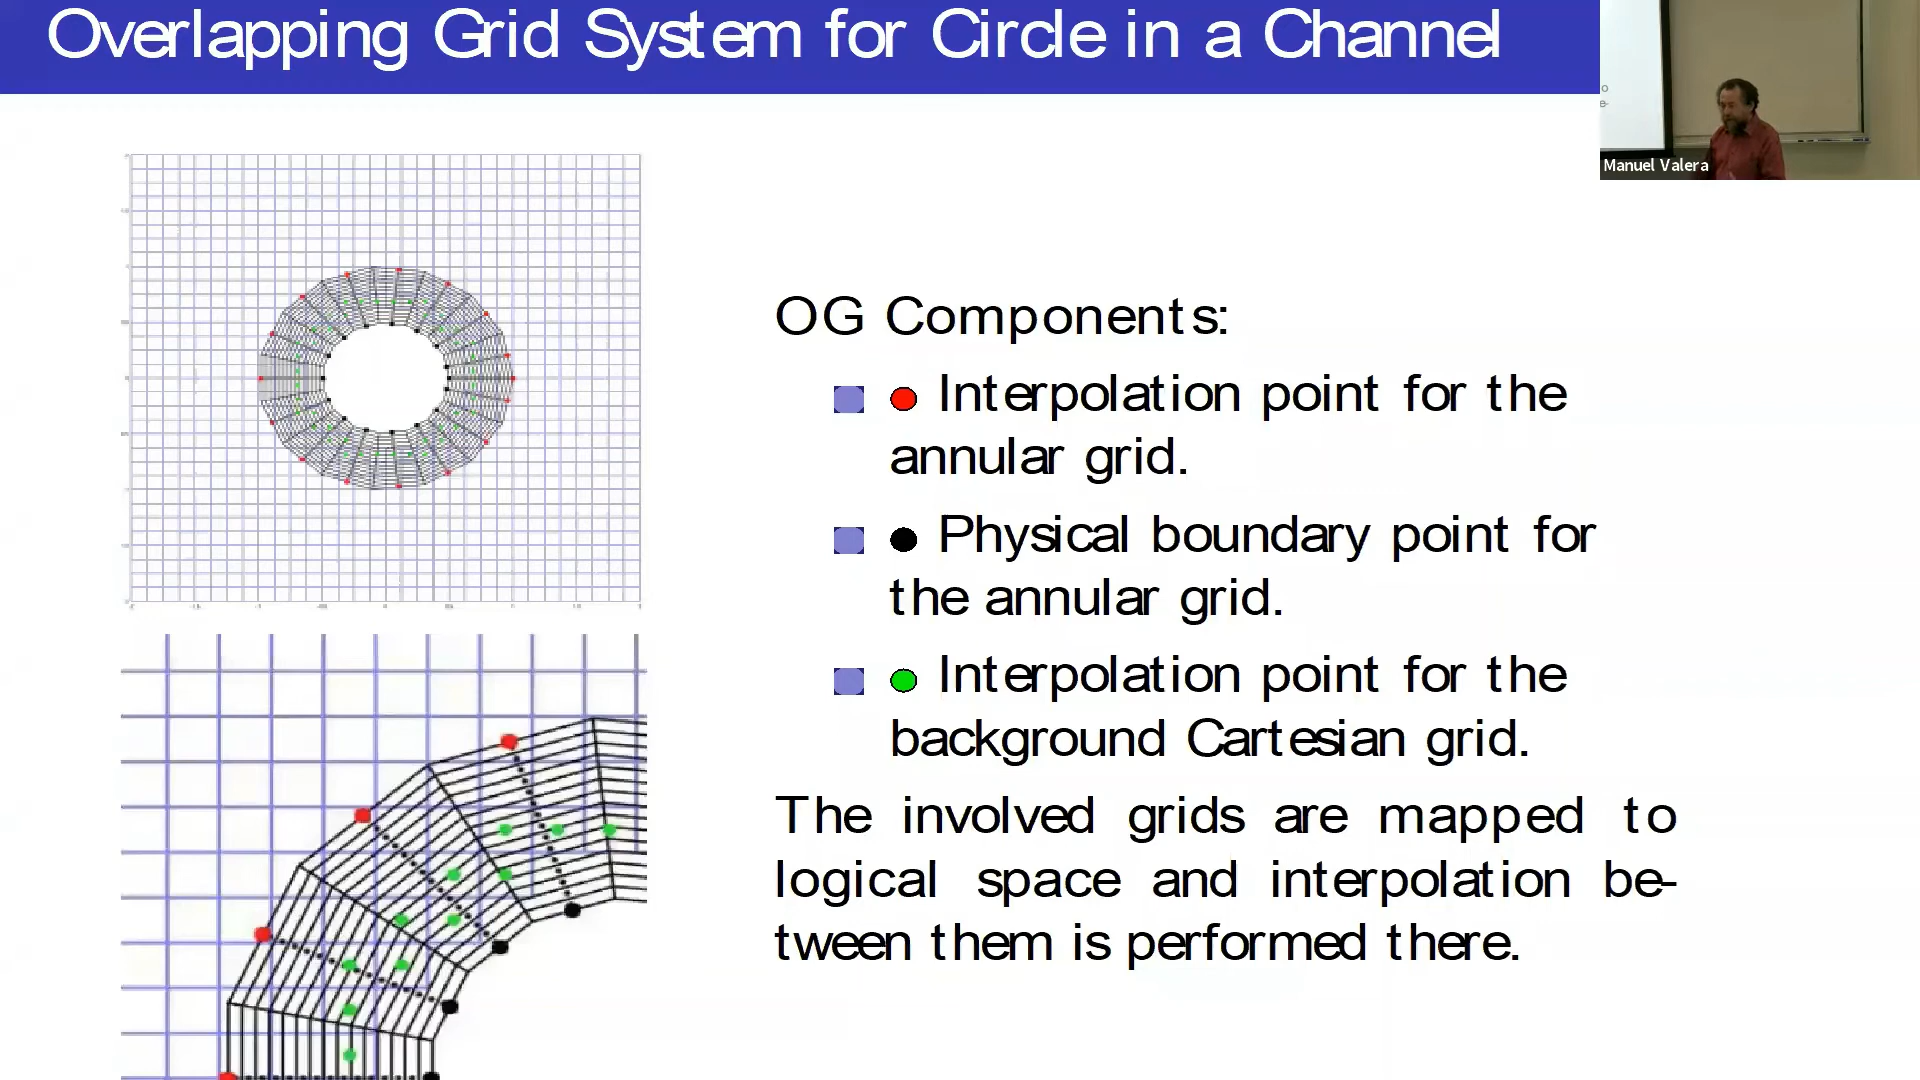 Overlapping Grid System for Circle in a Channel
Manuel Valera
OG Components:
Interpolation point for the
annular grid.
Physical boundary point for
the annular grid.
Interpolation point for the
background Cartesian grid.
The involved grids are mapped to
logical space and interpolation be-
tween them is performed there.